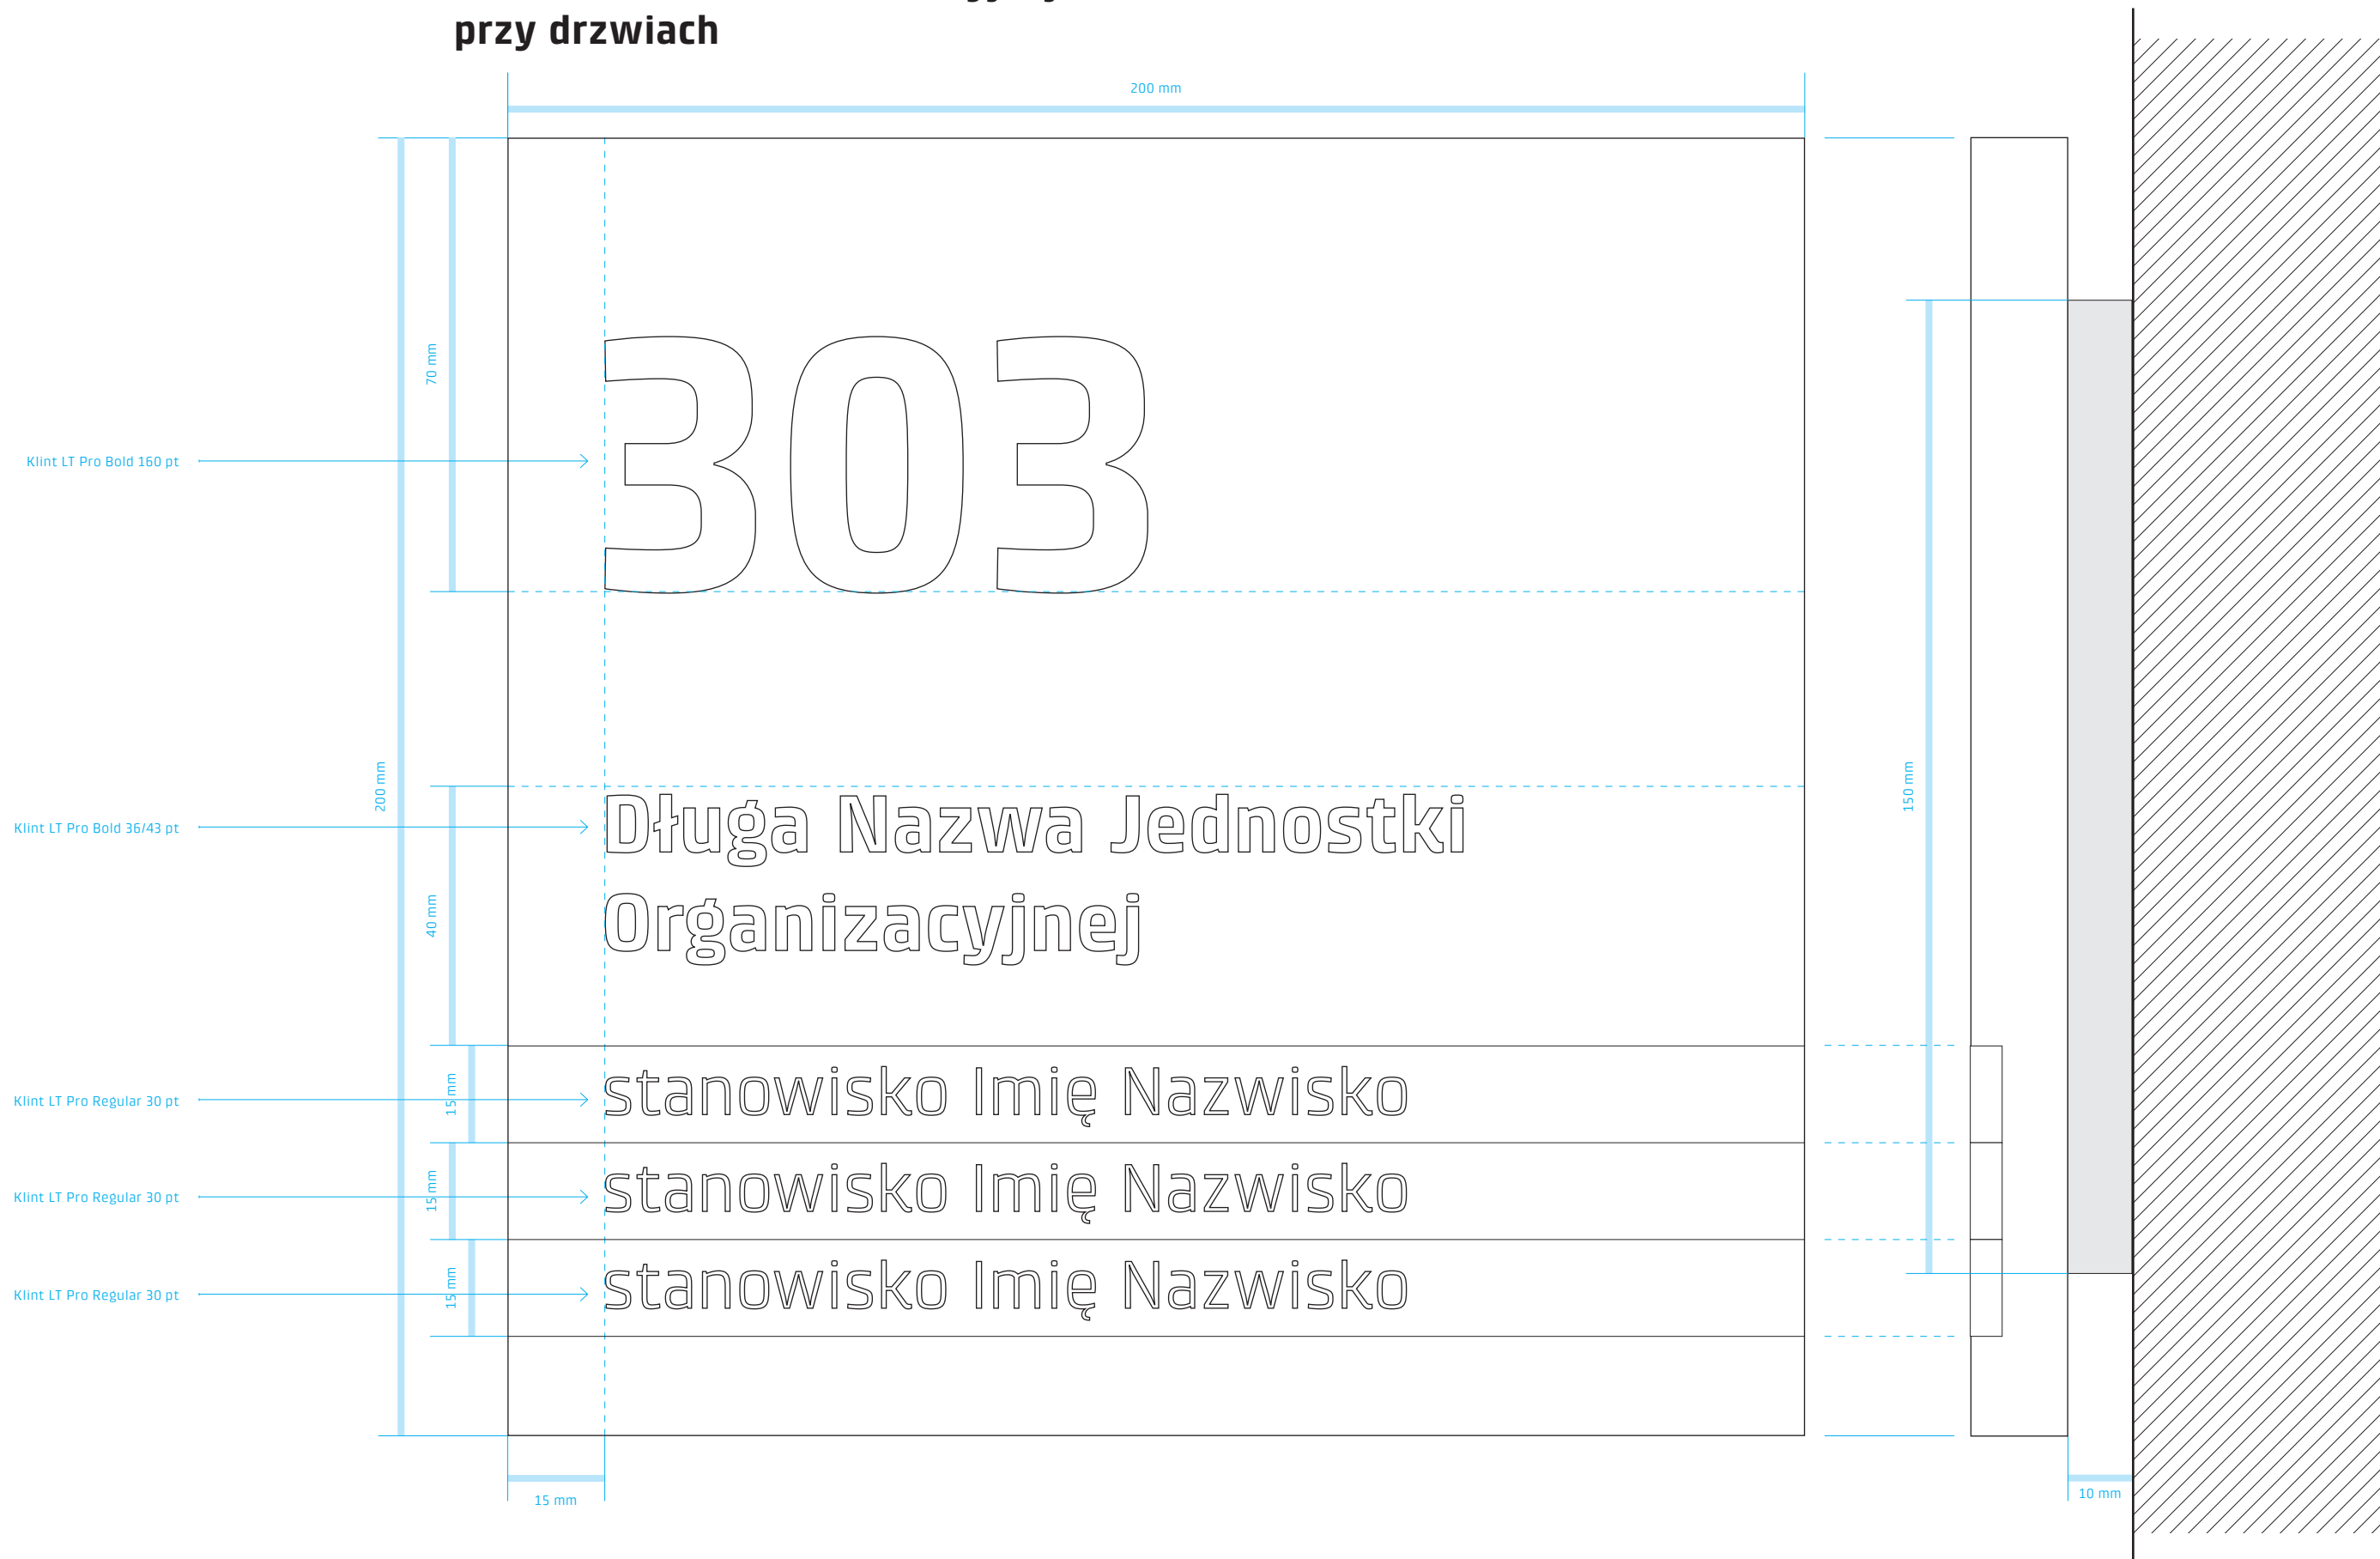 przy drzwiach
200 mm
70 mm
303
Klint LT Pro Bold 160 pt
200 mm
150 mm
Klint LT Pro Bold 36/43 pt
Długa Nazwa Jednostki
Organizacyjnej
40 mm
Klint LT Pro Regular 30 pt
15 mm
stanowisko Imię Nazwisko
Klint LT Pro Regular 30 pt
15 mm
stanowisko Imię Nazwisko
Klint LT Pro Regular 30 pt
15 mm
stanowisko Imię Nazwisko
15 mm
10 mm